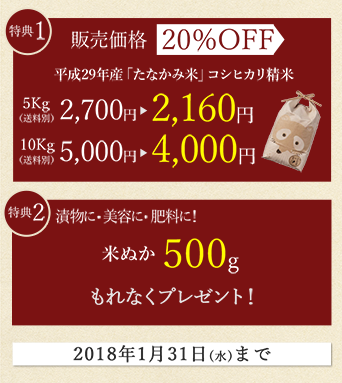 特典1
販売価格 20%OFF
平成29年産「たなかみ米」コシヒカリ精米
5Kg 2,700円▶2,160円
(送料別)
10Kg 5,000円▶4,000円
(送料別)
特典2 漬物に・美容に・肥料に!
米ぬか 500g
もれなくプレゼント!
2018年1月31日(水)まで